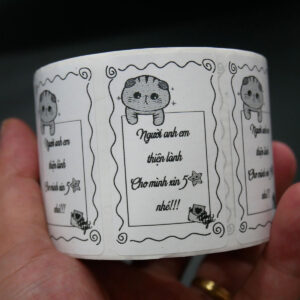 Người anh em
thiện lành
Cho mình xin 5
nhé!!!